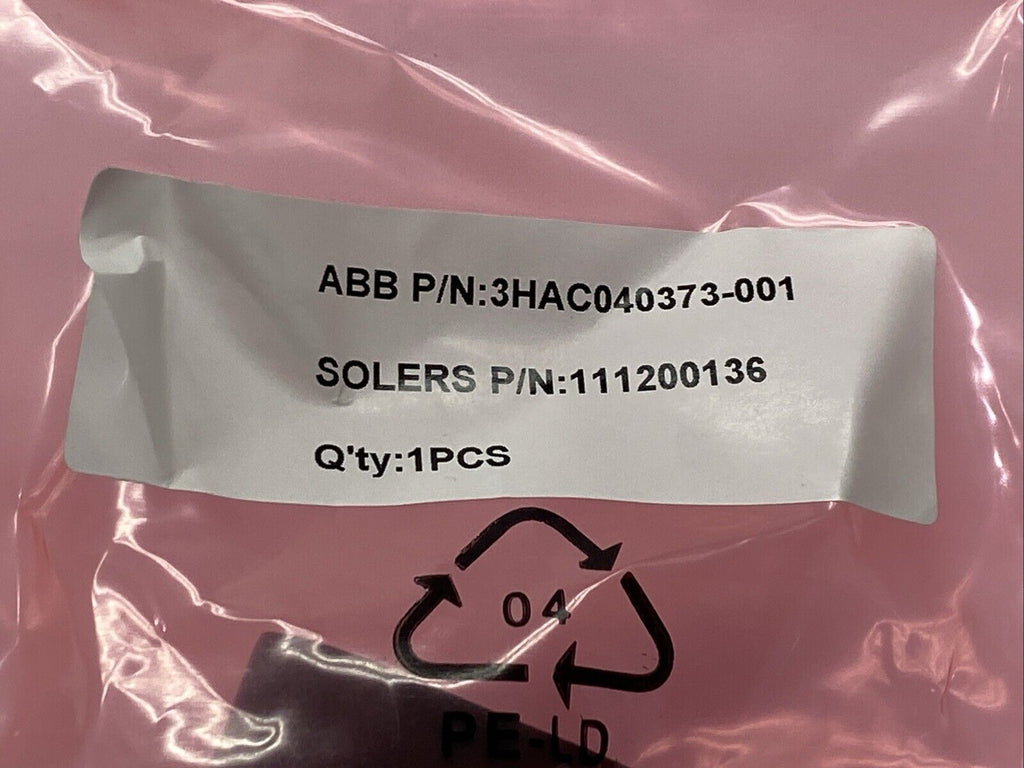 ABB P/N:3HAC040373-001
SOLERS P/N:111200136
Q'ty:1PCS
04
PE-LD